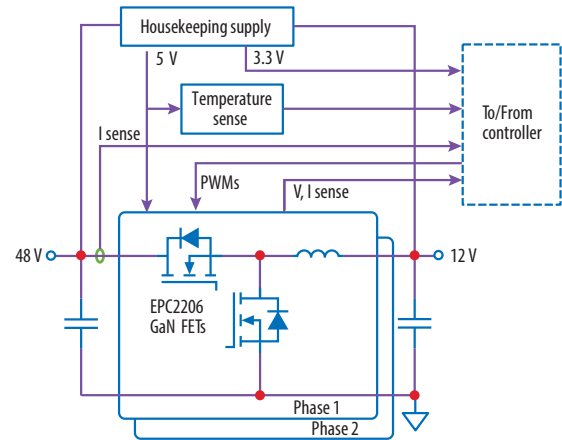 Housekeeping supply
5 V
3.3 V
Temperature
sense
To/From
controller
I sense
PWMs
V, I sense
48 V
12 V
EPC2206
GaN FETs
Phase 1
Phase 2